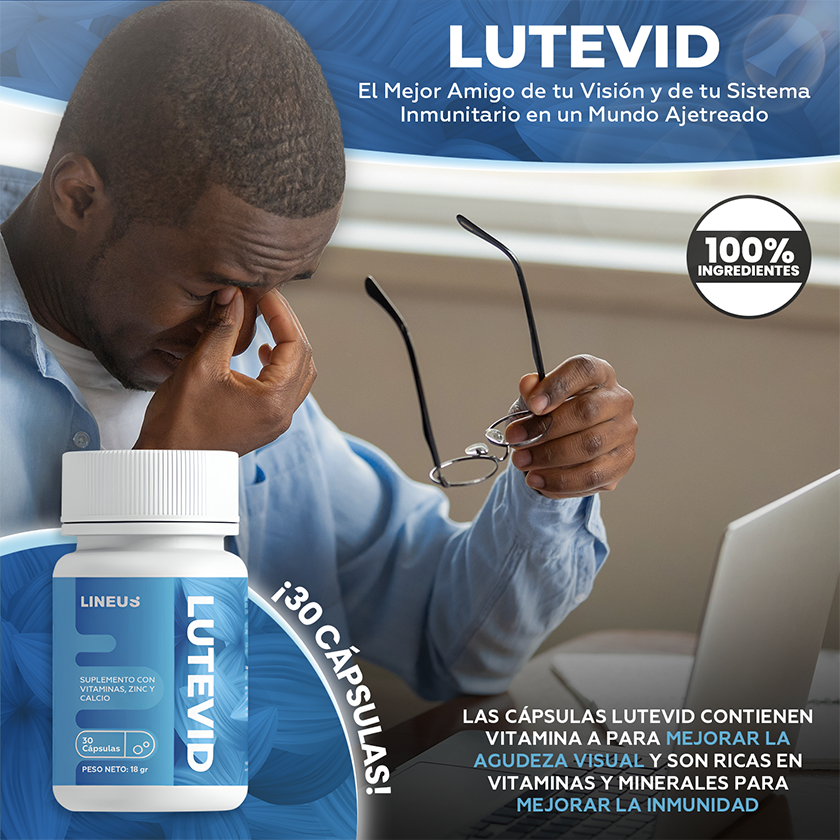 LUTEVID
El Mejor Amigo de tu Visión y de tu Sistema
Inmunitario en un Mundo Ajetreado
100%
INGREDIENTES
LINEUS
LUTEVID
SUPLEMENTO CON
VITAMINAS, ZINC Y
CALCIO
30
Cápsulas
PESO NETO: 18 gr
¡30 CÁPSULAS!
LAS CÁPSULAS LUTEVID CONTIENEN
VITAMINA A PARA MEJORAR LA
AGUDEZA VISUAL Y SON RICAS EN
VITAMINAS Y MINERALES PARA
MEJORAR LA INMUNIDAD